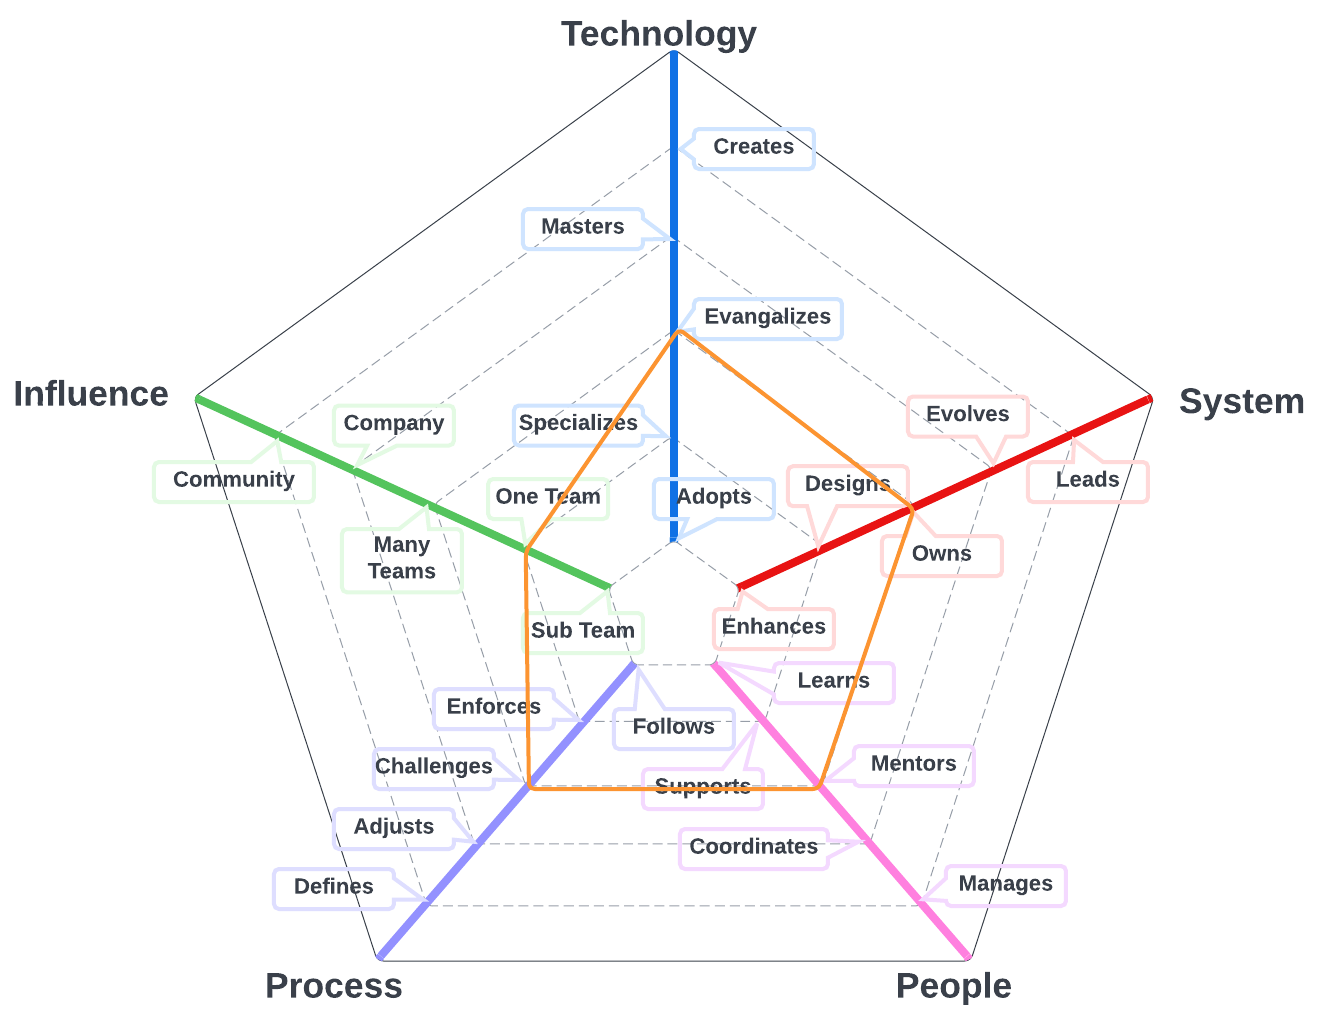 Technology
Creates
Masters
Evangalizes
Influence
System
Company
Specializes
Evolves
Community
One Team
Adopts
Designs
Leads
Many
Teams
Owns
Sub Team
Enhances
Learns
Enforces
Follows
Challenges
Supports
Mentors
Adjusts
Coordinates
Defines
Manages
Process
People